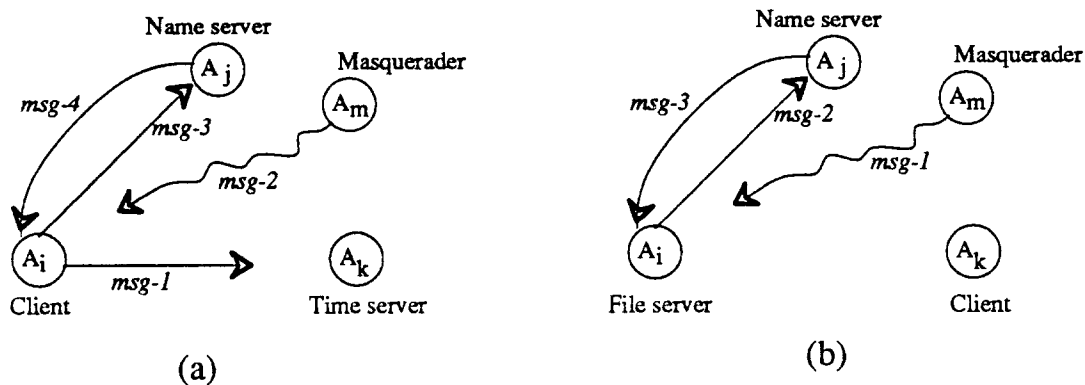 Name server
A j
Masquerader
A m
msg-4
msg-3
msg-2
A i
msg-1
A k
Client
Time server
(a)
Name server
A j
Masquerader
A m
msg-3
msg-2
msg-1
A i
A k
File server
Client
(b)